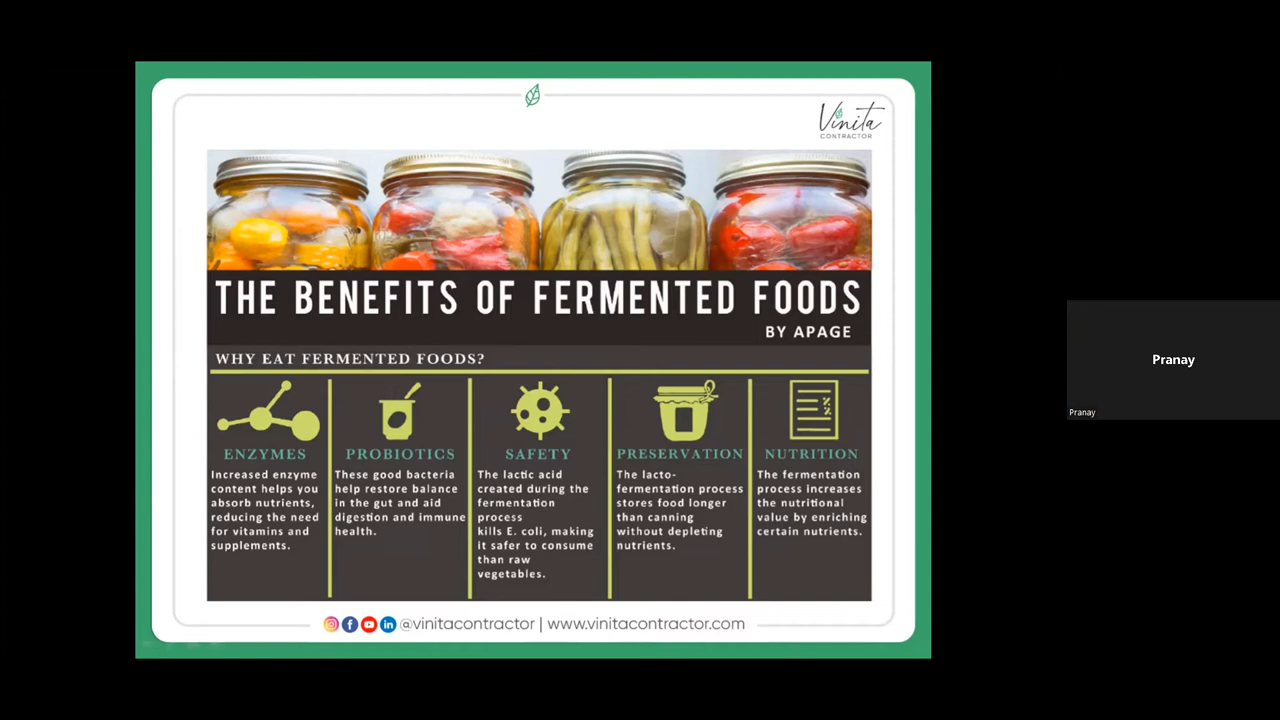 Vinita
CONTRACTOR
THE BENEFITS OF FERMENTED FOODS
BY APAGE
WHY EAT FERMENTED FOODS?
ENZYMES
Increased enzyme
content helps you
absorb nutrients,
reducing the need
for vitamins and
supplements.
PROBIOTICS
These good bacteria
help restore balance
in the gut and aid
digestion and immune
health.
SAFETY
The lactic acid
created during the
fermentation
process
kills E. coli, making
it safer to consume
than raw
vegetables.
PRESERVATION
The lacto-
fermentation process
stores food longer
than canning
without depleting
nutrients.
NUTRITION
The fermentation
process increases
the nutritional
value by enriching
certain nutrients.
@vinitacontractor | www.vinitacontractor.com
Pranay
Pranay